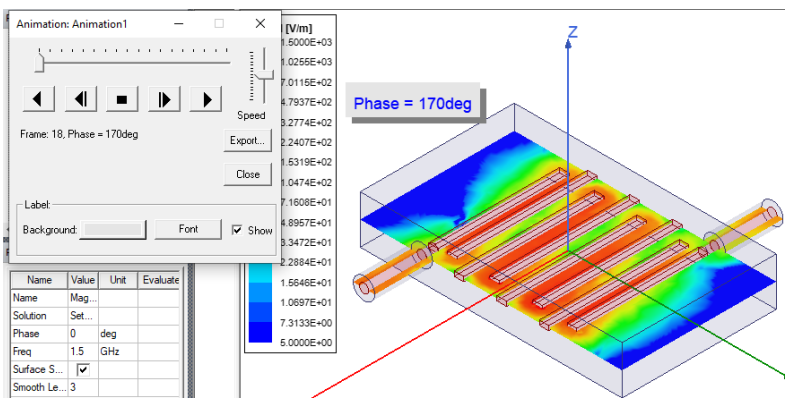 Animation: Animation1
Speed
Frame: 18, Phase = 170deg
Export...
Close
Label:
Background:
Font
Show
Name Value Unit Evaluate
Name Mag...
Solution Set...
Phase 0 deg
Freq 1.5 GHz
Surface S...
Smooth Le... 3
[V/m]
1.5000E+03
1.0255E+03
7.0115E+02
4.7937E+02
3.2774E+02
2.2407E+02
1.5319E+02
1.0474E+02
7.1608E+01
4.8957E+01
3.3472E+01
2.2884E+01
1.5646E+01
1.0697E+01
7.3133E+00
5.0000E+00
Phase = 170deg
Z